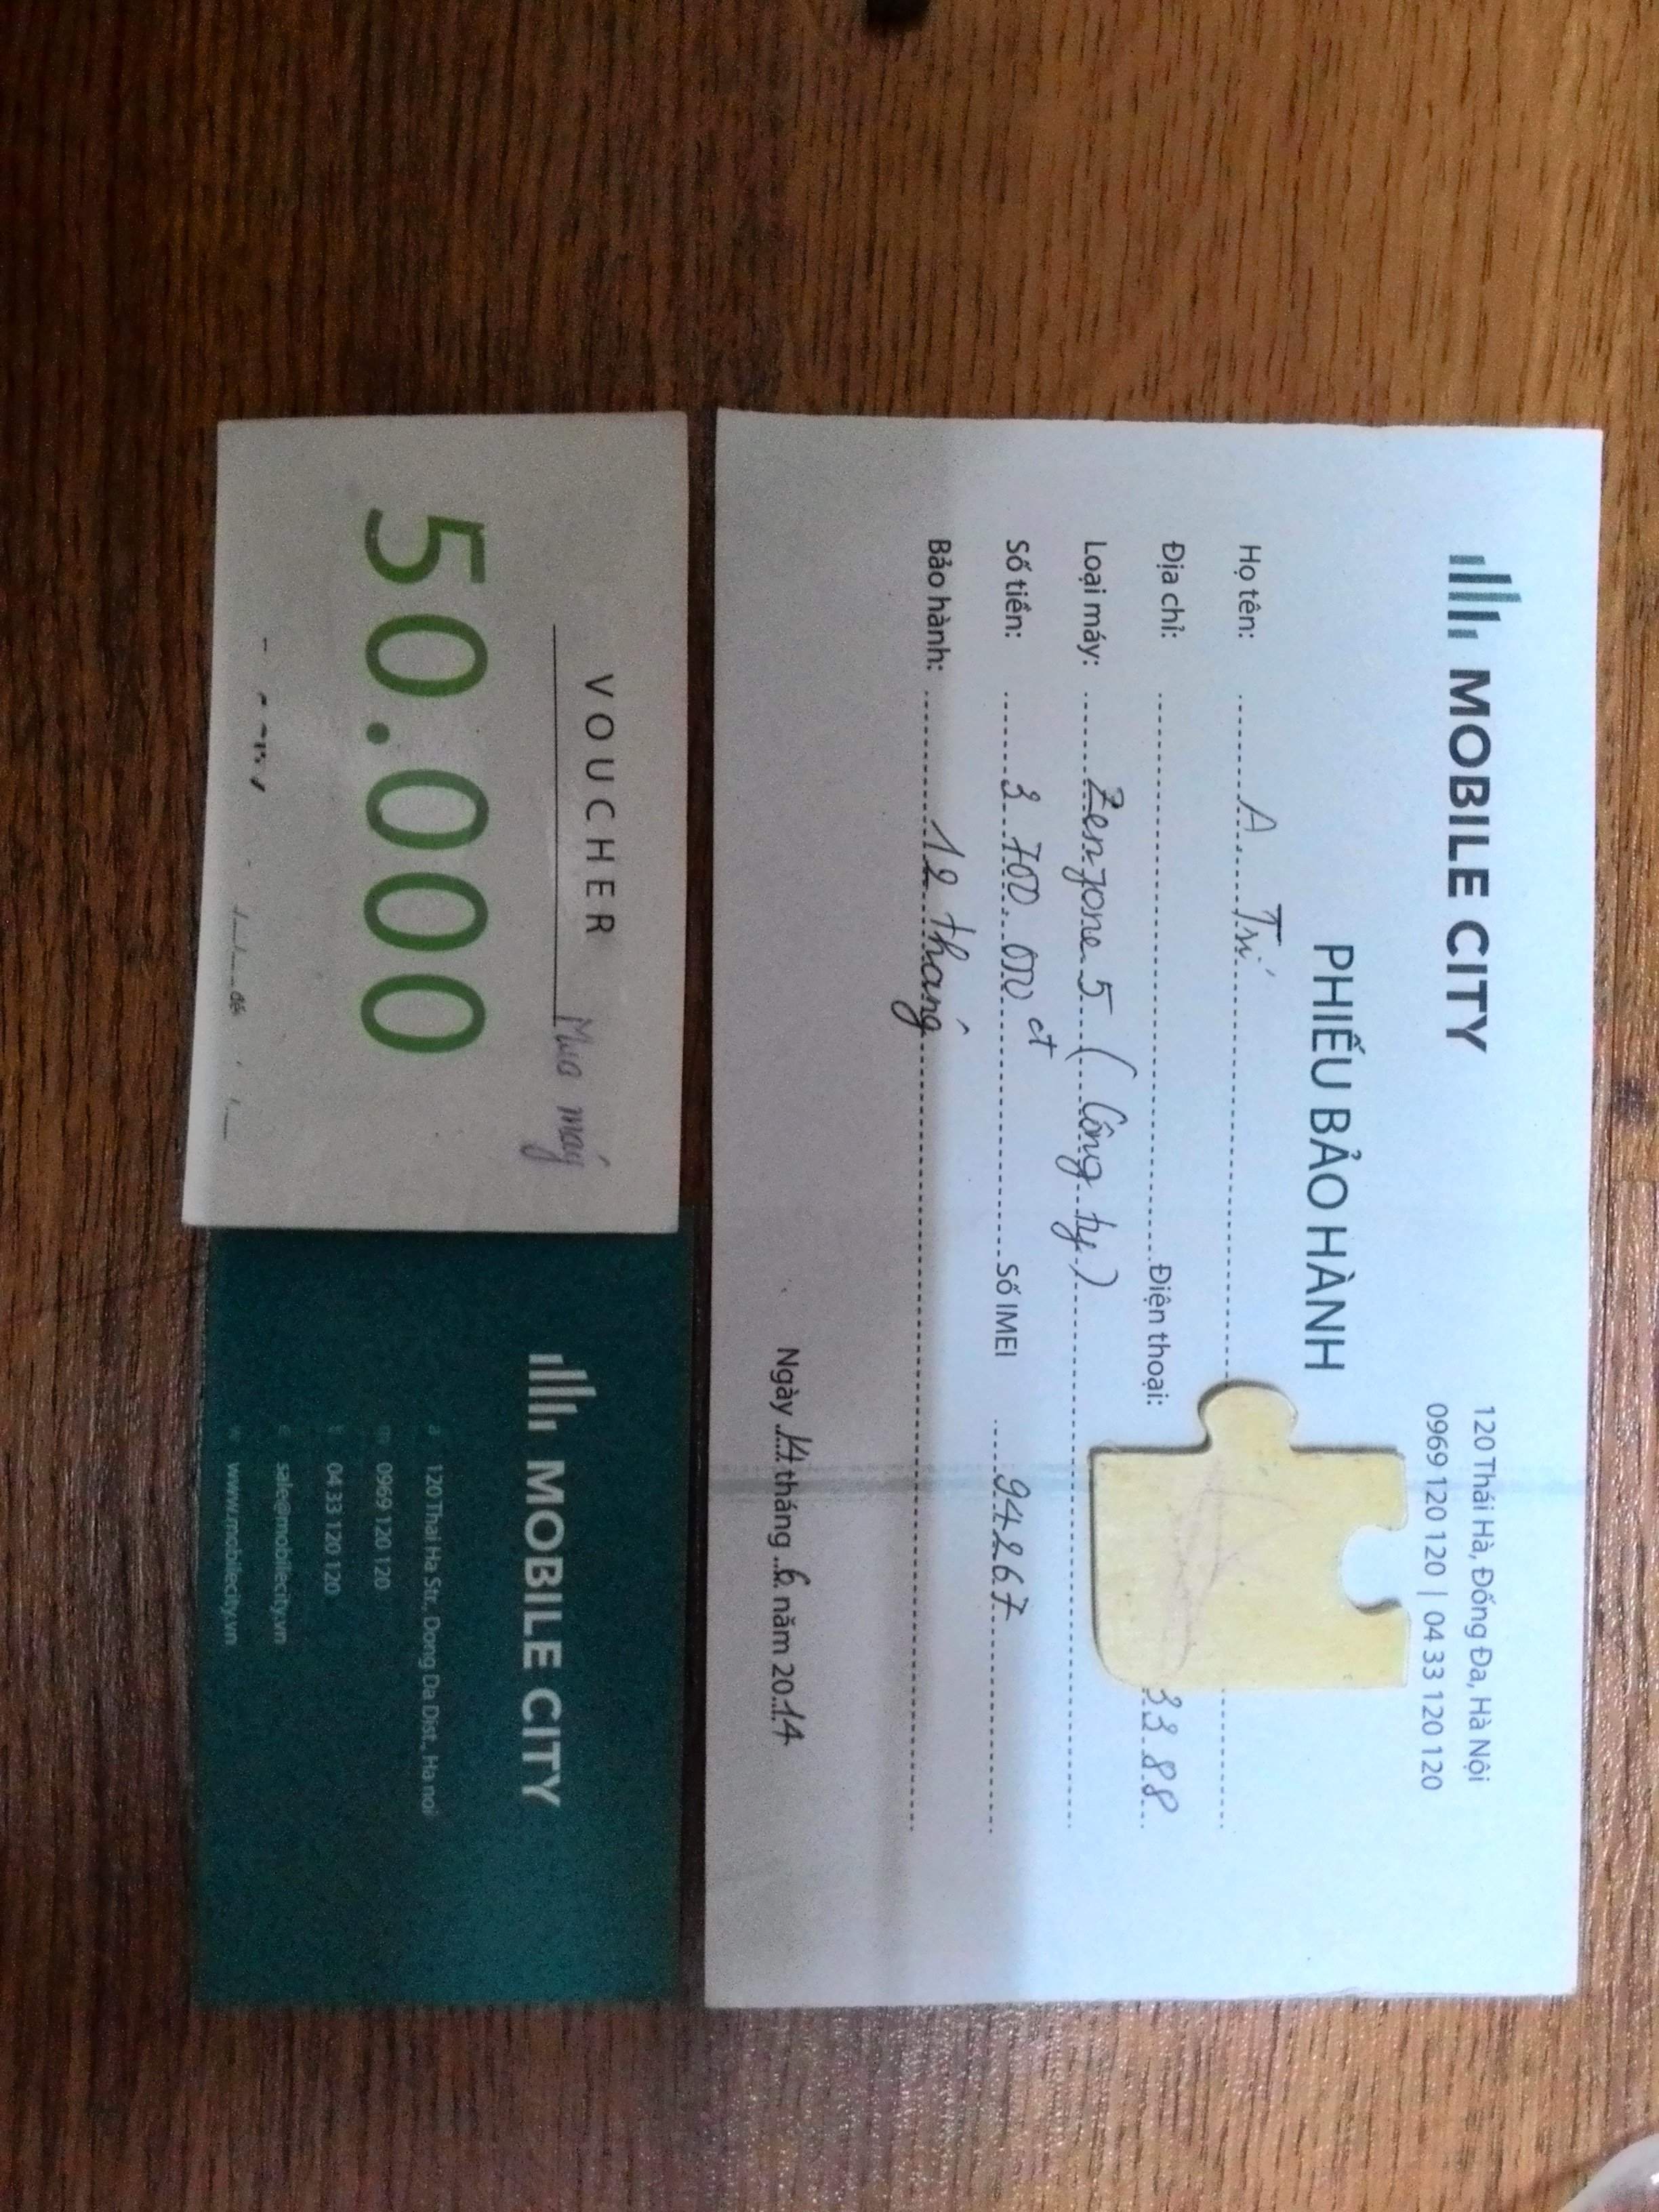 MOBILE CITY
120 Thái Hà, Đống Đa, Hà Nội
0969 120 120 | 04 33 120 120
PHIẾU BẢO HÀNH
Họ tên: A. Trí
Địa chỉ: Điện thoại: 3388
Loại máy: Zenfone 5 (Công ty)
Số tiền: 3 700.000 đ Số IMEI 94267
Bảo hành: 12 tháng
Ngày 14 tháng 6 năm 2014
VOUCHER
Mua máy
50.000
MOBILE CITY
a 120 Thai Ha Str., Dong Da Dist., Ha noi
m 0969 120 120
t 04 33 120 120
e sale@mobilecity.vn
w www.mobilecity.vn